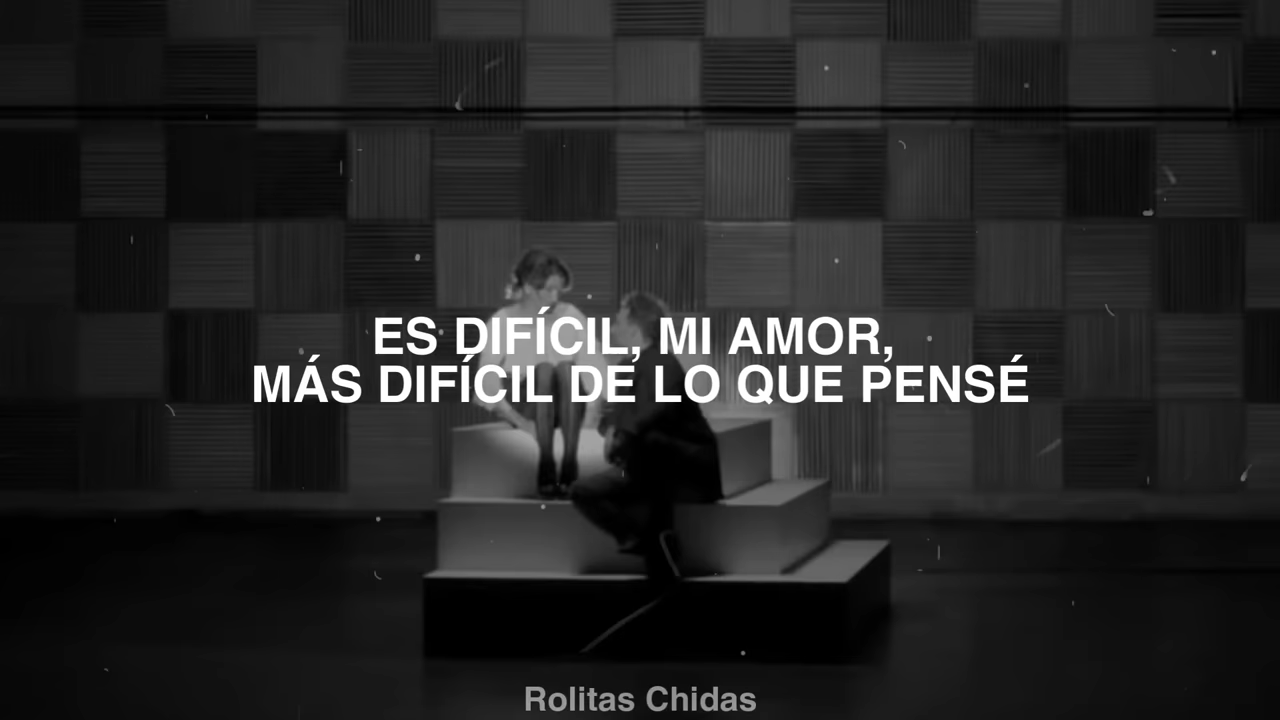 ES DIFÍCIL, MI AMOR,
MÁS DIFÍCIL DE LO QUE PENSÉ
Rolitas Chidas